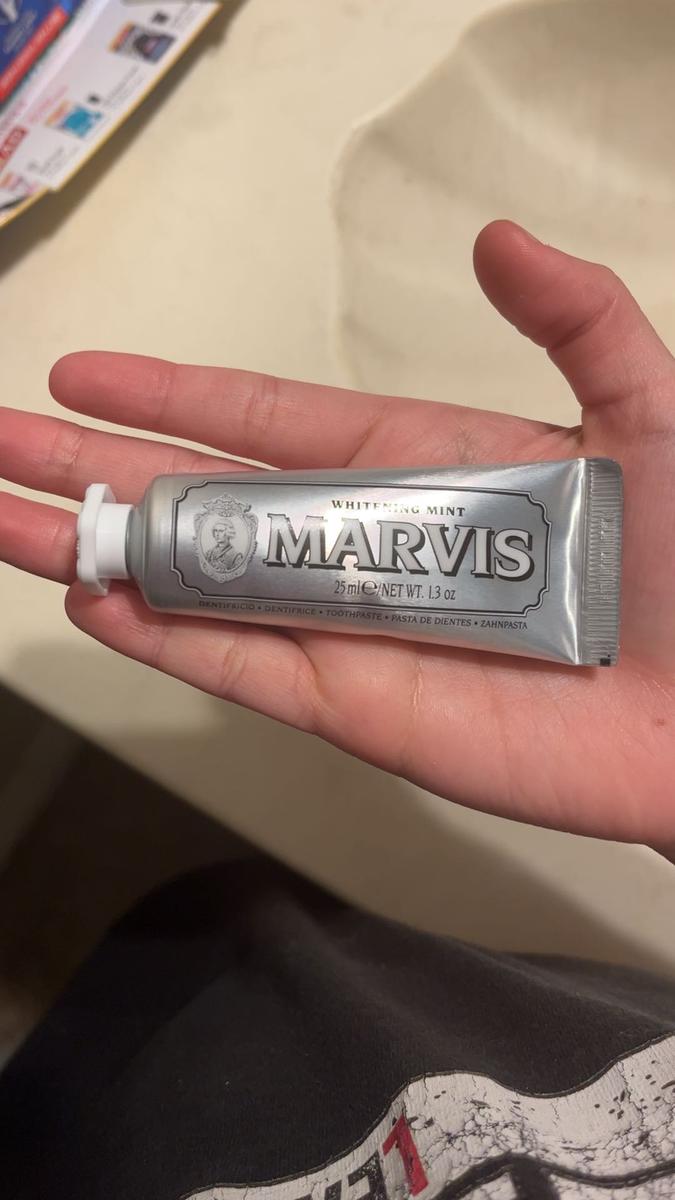 WHITENING MINT
MARVIS
25 ml ℮/NET WT. 1.3 oz
DENTIFRICIO • DENTIFRICE • TOOTHPASTE • PASTA DE DIENTES • ZAHNPASTA